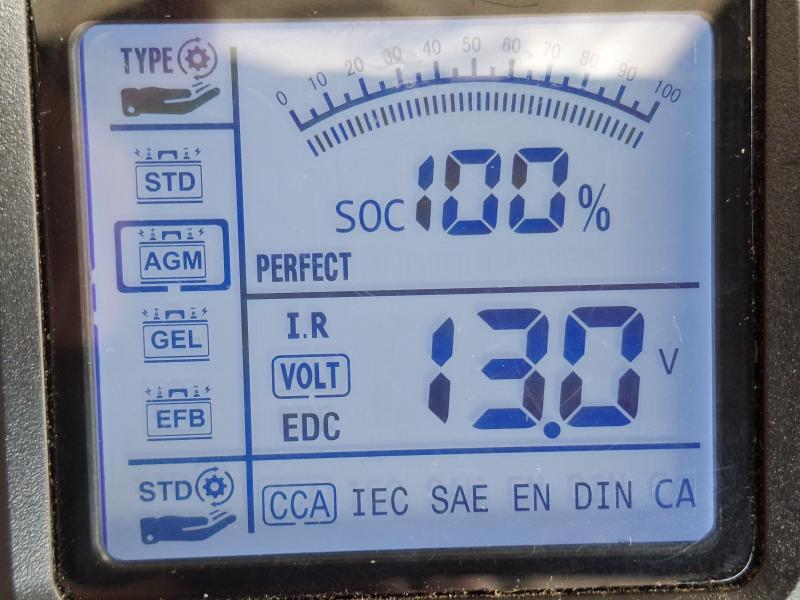 TYPE
0 10 20 30 40 50 60 70 80 90 100
STD
SOC 100 %
AGM
PERFECT
I.R
GEL
VOLT 13.0 V
EFB
EDC
STD
CCA IEC SAE EN DIN CA